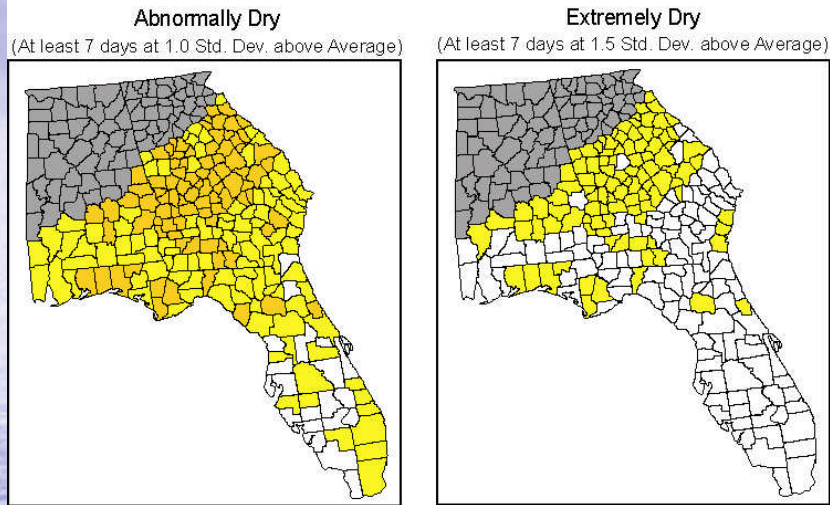 Abnormally Dry
(At least 7 days at 1.0 Std. Dev. above Average)
Extremely Dry
(At least 7 days at 1.5 Std. Dev. above Average)